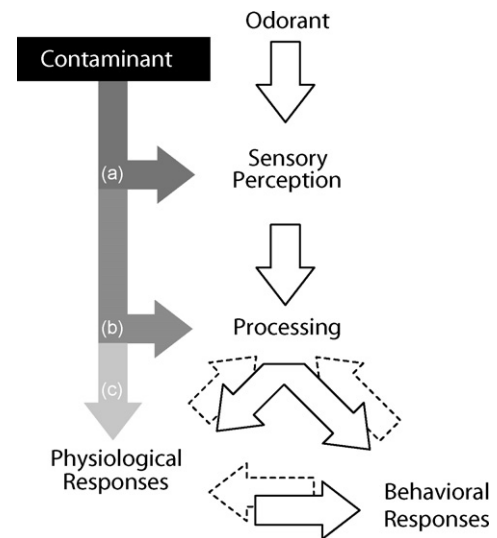 Odorant
Contaminant
(a)
Sensory
Perception
(b)
Processing
(c)
Physiological
Responses
Behavioral
Responses